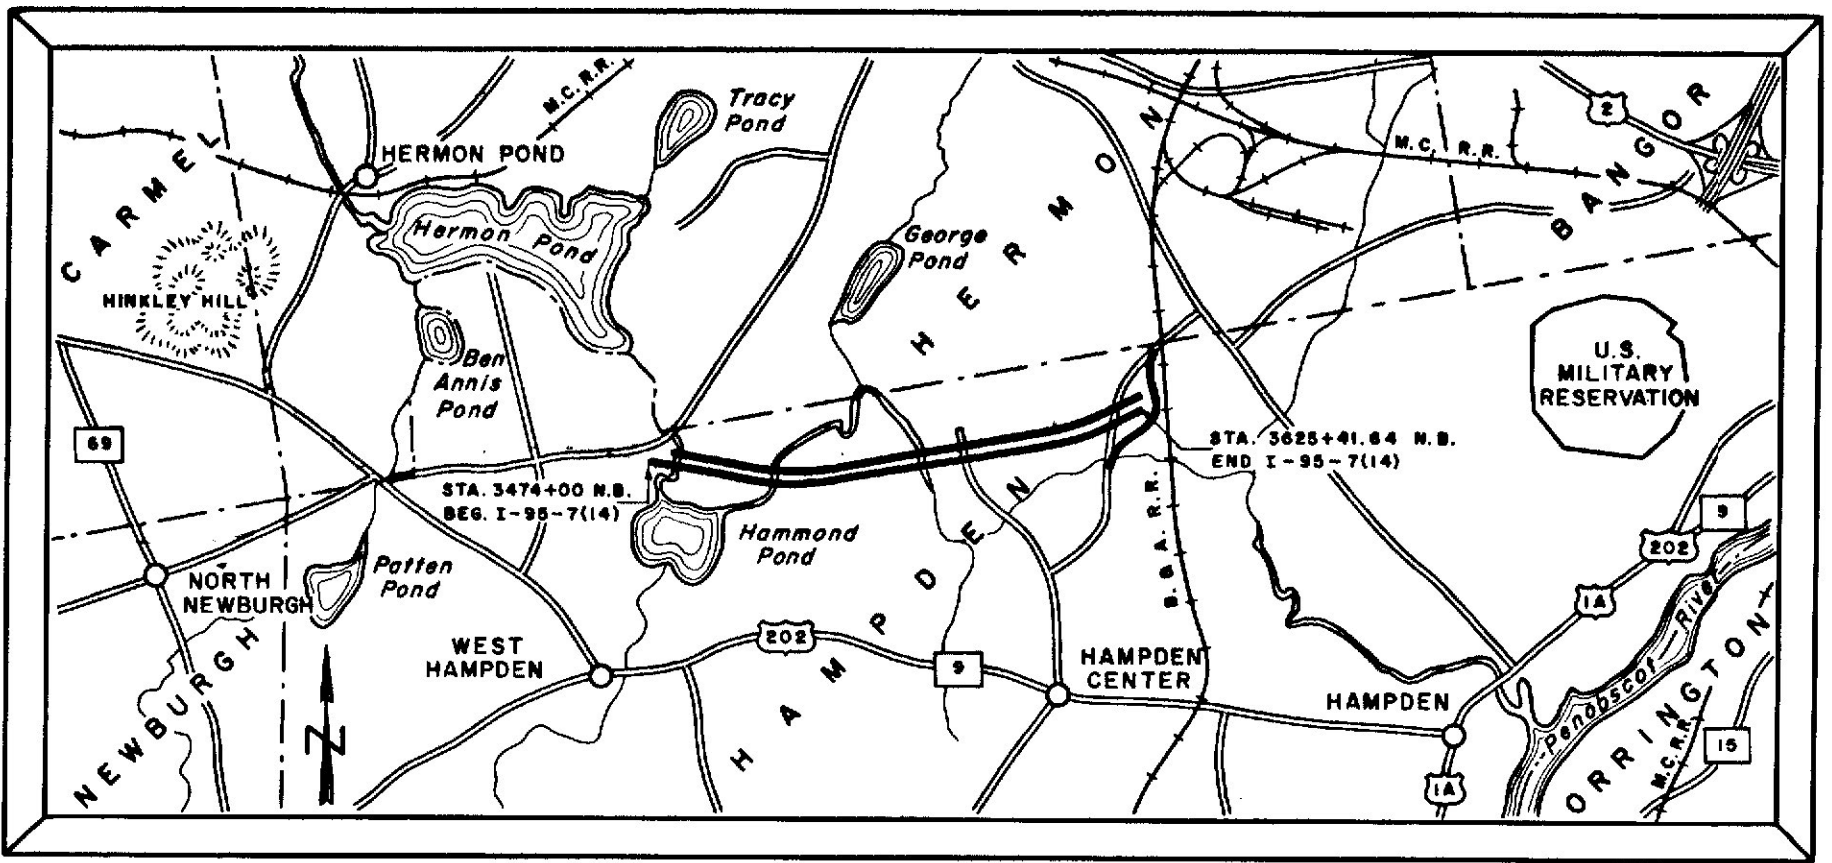 M.C.R.R.
Tracy
Pond
2
BANGOR
CARMEL
HERMON POND
M.C. R.R.
HERMON
Hermon Pond
George
Pond
HINKLEY HILL
Ben
Annis
Pond
U.S.
MILITARY
RESERVATION
69
STA. 3625+41.64 N.B.
END I-95-7(14)
STA. 3474+00 N.B.
BEG. I-95-7(14)
9
202
Hammond
Pond
B. & A. R.R.
Patten
Pond
NORTH
NEWBURGH
1A
Penobscot River
WEST
HAMPDEN
202
HAMPDEN
9
HAMPDEN
CENTER
HAMPDEN
NEWBURGH
N
ORRINGTON
M.C.R.R.
15
1A